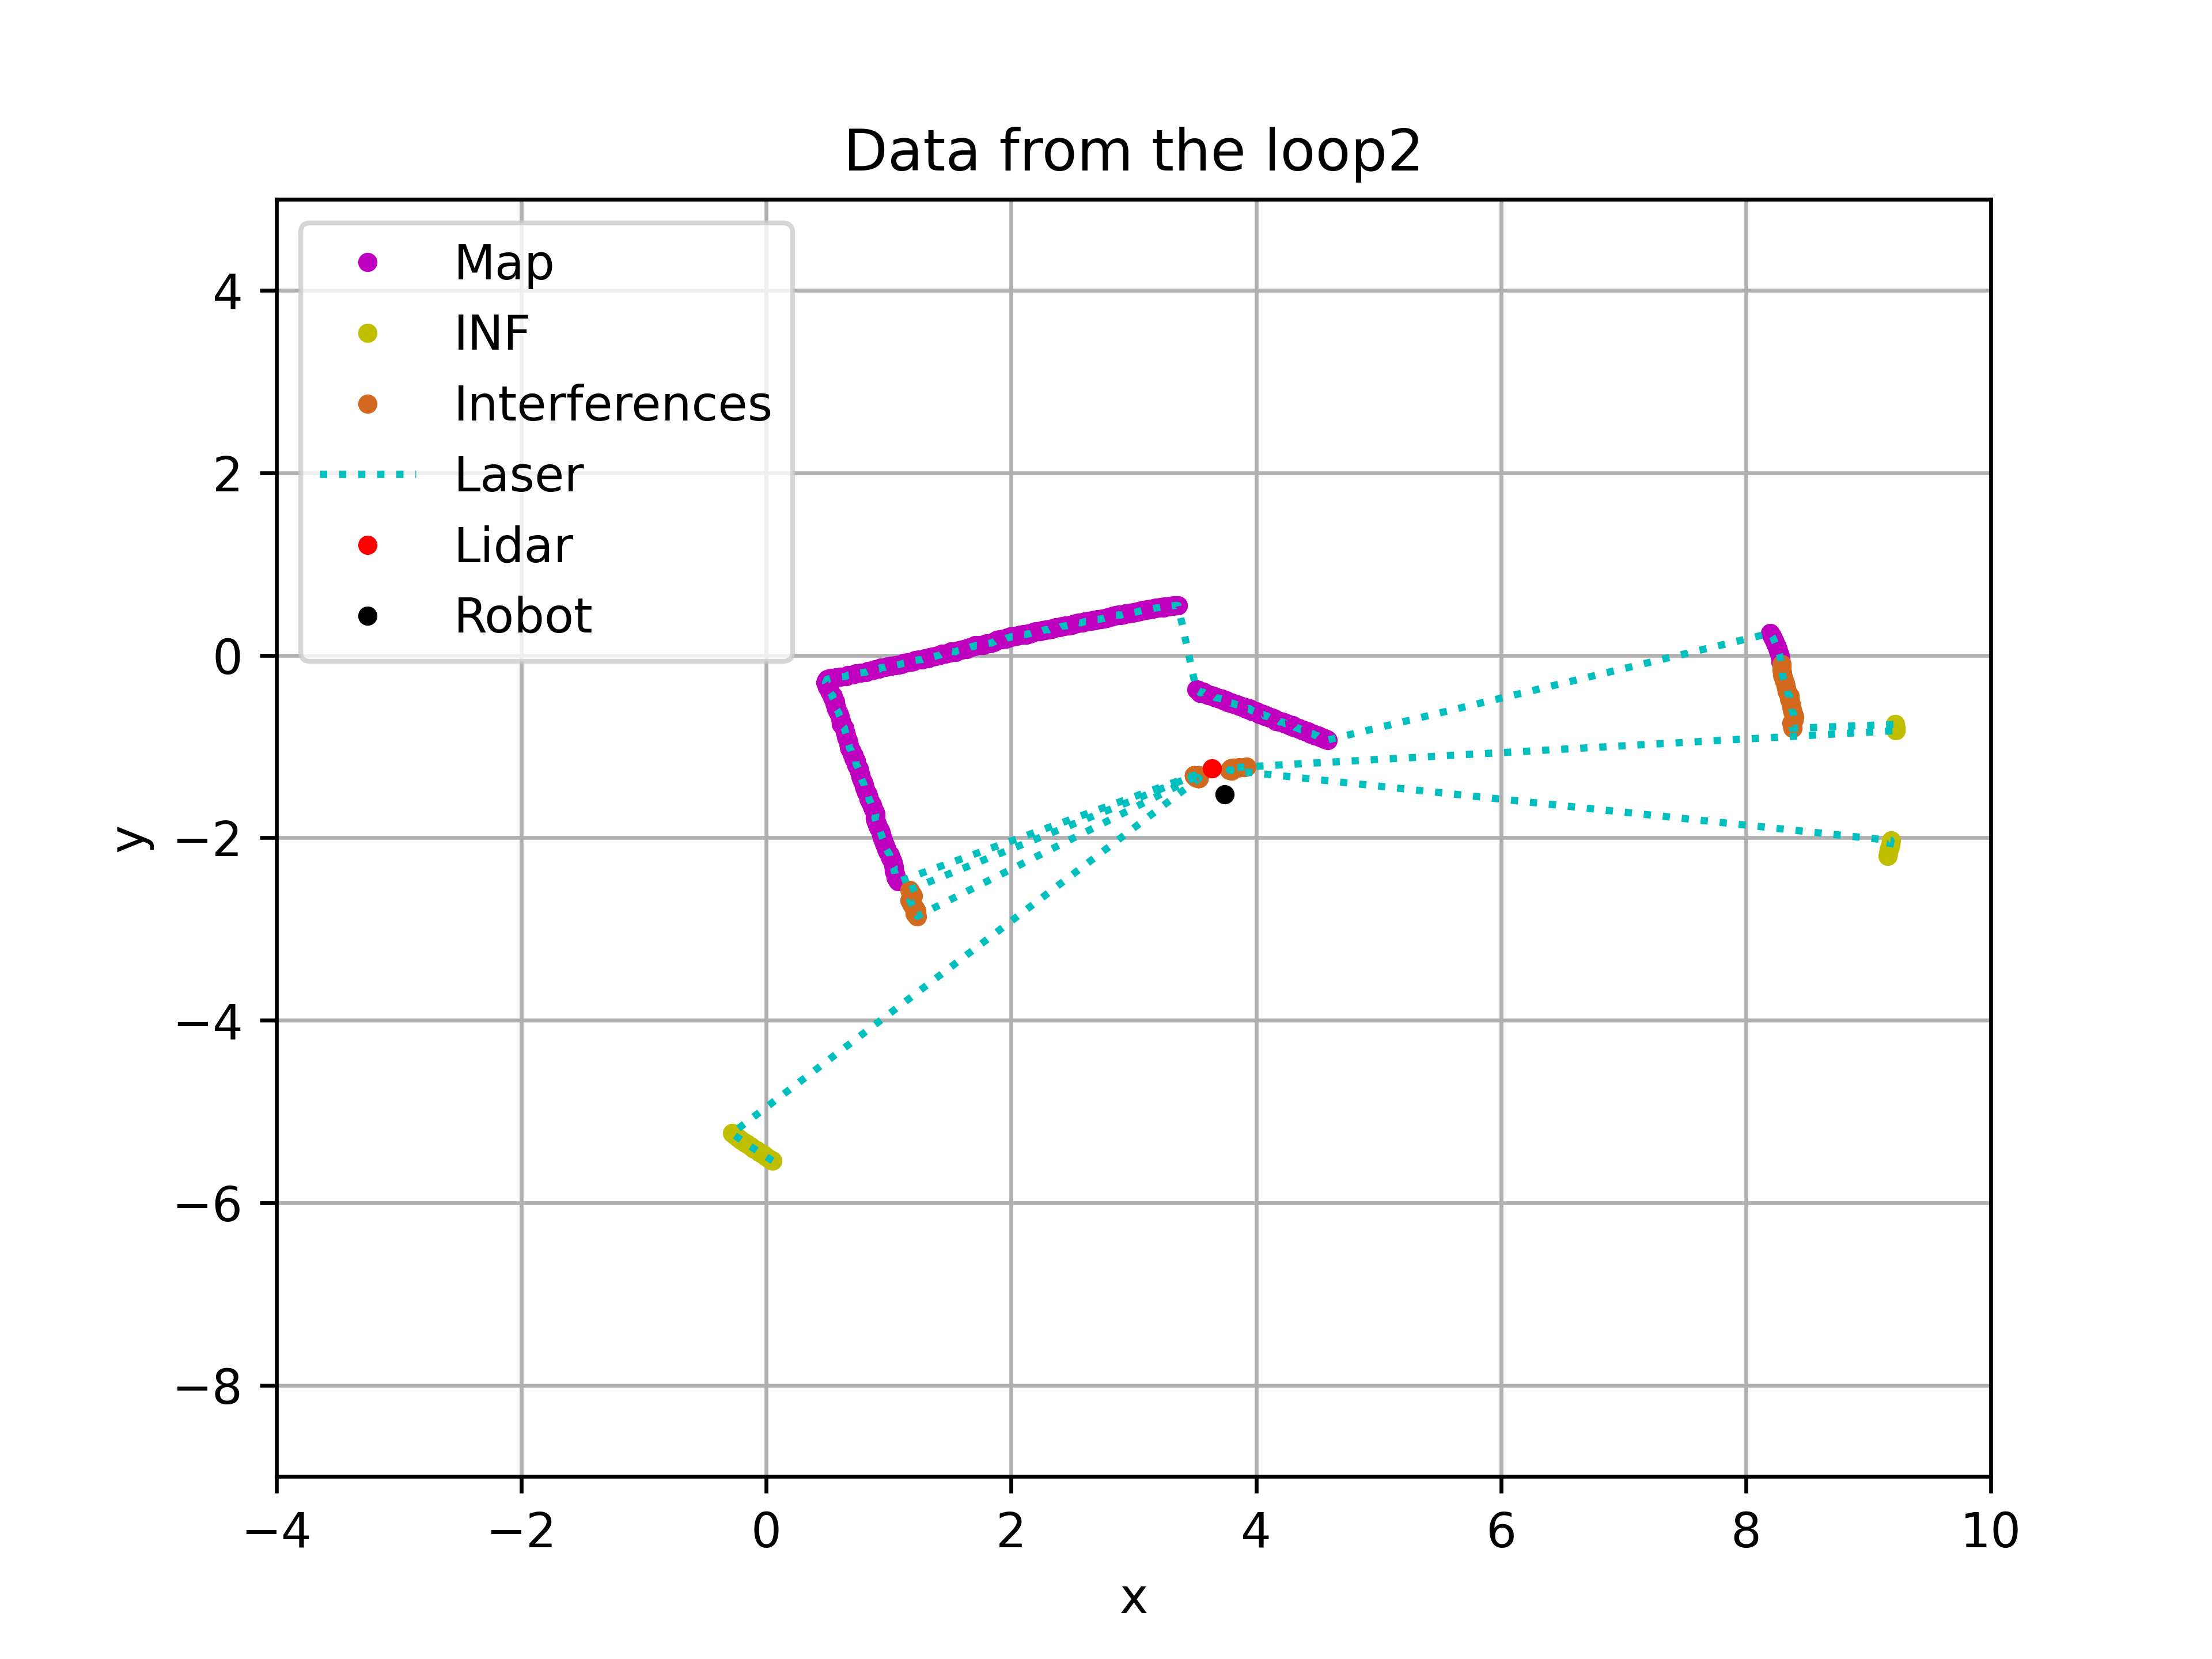 Data from the loop2
Map
INF
Interferences
Laser
Lidar
Robot
4
2
0
−2
−4
−6
−8
y
−4 −2 0 2 4 6 8 10
x